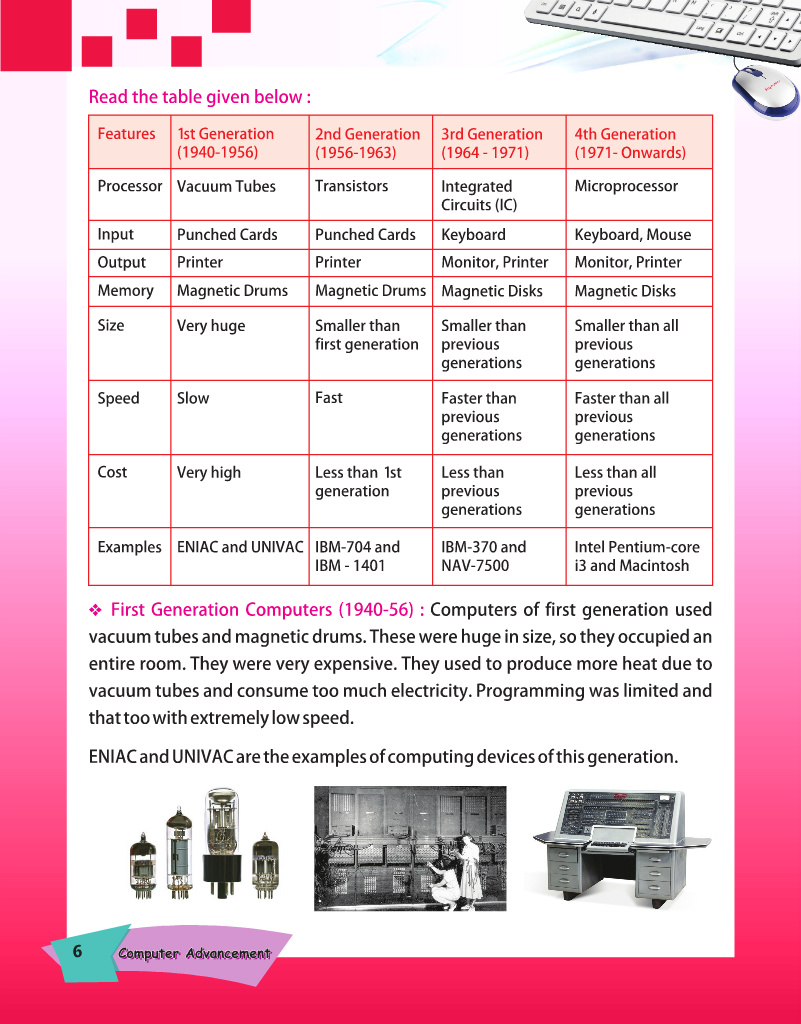 Read the table given below :
Features 1st Generation (1940-1956) 2nd Generation (1956-1963) 3rd Generation (1964 - 1971) 4th Generation (1971- Onwards)
Processor Vacuum Tubes Transistors Integrated Circuits (IC) Microprocessor
Input Punched Cards Punched Cards Keyboard Keyboard, Mouse
Output Printer Printer Monitor, Printer Monitor, Printer
Memory Magnetic Drums Magnetic Drums Magnetic Disks Magnetic Disks
Size Very huge Smaller than first generation Smaller than previous generations Smaller than all previous generations
Speed Slow Fast Faster than previous generations Faster than all previous generations
Cost Very high Less than 1st generation Less than previous generations Less than all previous generations
Examples ENIAC and UNIVAC IBM-704 and IBM - 1401 IBM-370 and NAV-7500 Intel Pentium-core i3 and Macintosh
❖ First Generation Computers (1940-56) : Computers of first generation used
vacuum tubes and magnetic drums. These were huge in size, so they occupied an
entire room. They were very expensive. They used to produce more heat due to
vacuum tubes and consume too much electricity. Programming was limited and
that too with extremely low speed.
ENIAC and UNIVAC are the examples of computing devices of this generation.
6 Computer Advancement